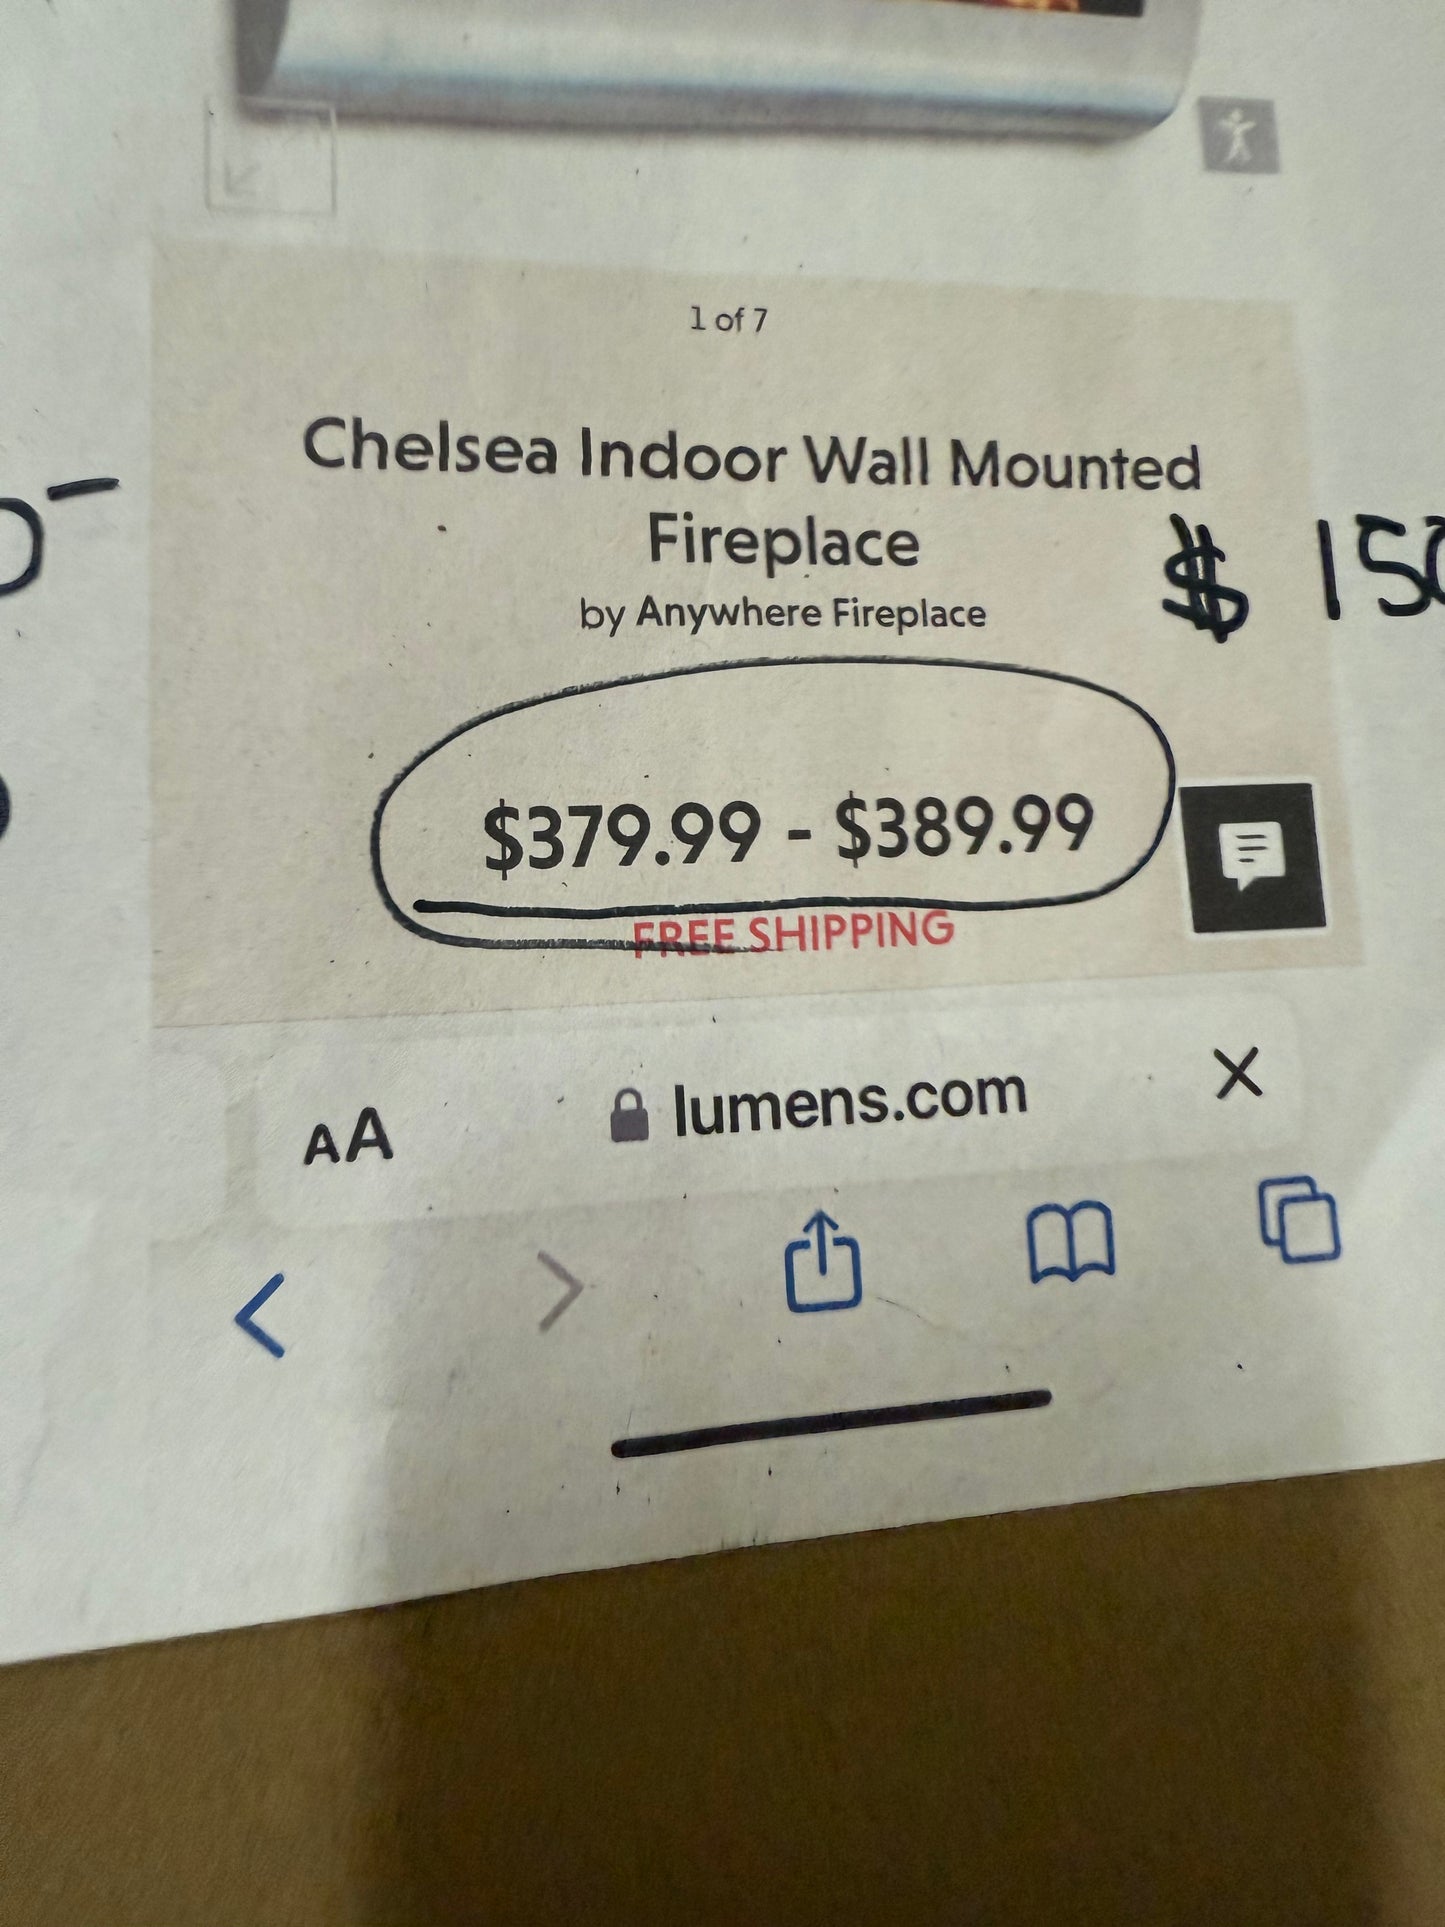 1 of 7
Chelsea Indoor Wall Mounted
Fireplace
by Anywhere Fireplace
$ 150
$379.99 - $389.99
FREE SHIPPING
AA
lumens.com